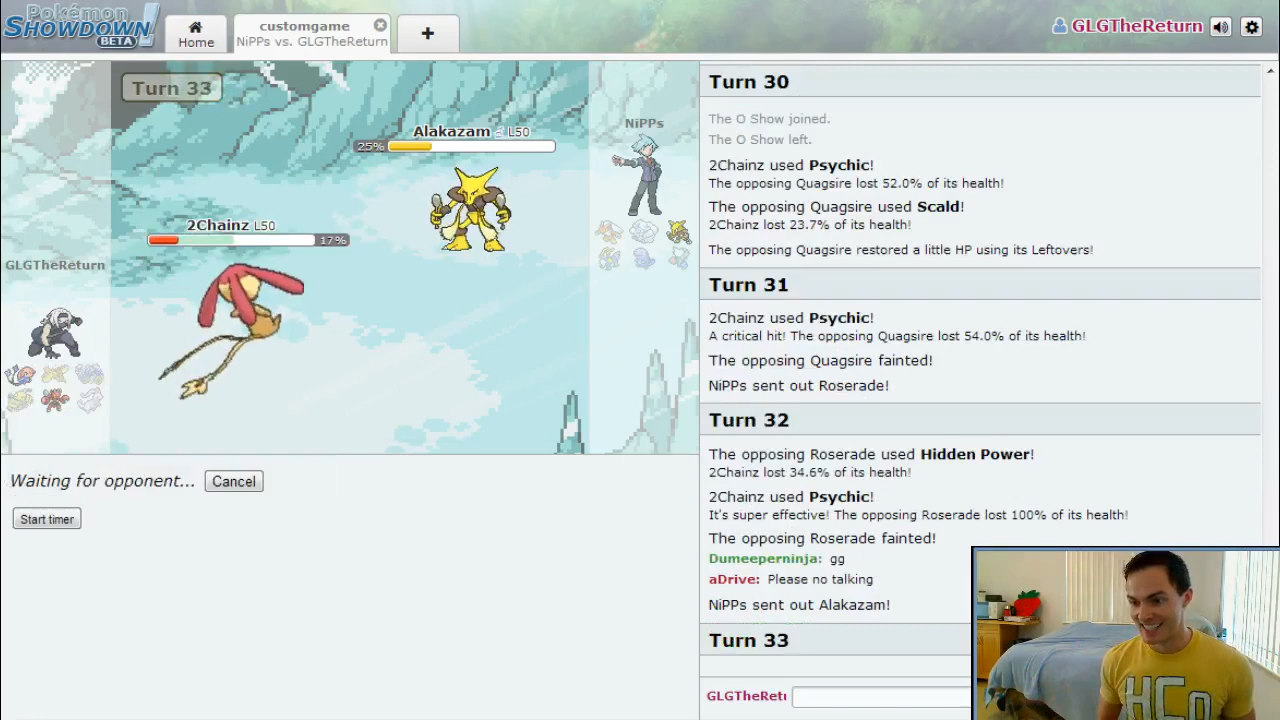 Pokémon
SHOWDOWN!
BETA
Home
customgame
NiPPs vs. GLGTheReturn
+
GLGTheReturn
Turn 33
Alakazam L50
25%
NiPPs
2Chainz L50
17%
GLGTheReturn
Waiting for opponent... Cancel
Start timer
Turn 30
The O Show joined.
The O Show left.
2Chainz used Psychic!
The opposing Quagsire lost 52.0% of its health!
The opposing Quagsire used Scald!
2Chainz lost 23.7% of its health!
The opposing Quagsire restored a little HP using its Leftovers!
Turn 31
2Chainz used Psychic!
A critical hit! The opposing Quagsire lost 54.0% of its health!
The opposing Quagsire fainted!
NiPPs sent out Roserade!
Turn 32
The opposing Roserade used Hidden Power!
2Chainz lost 34.6% of its health!
2Chainz used Psychic!
It's super effective! The opposing Roserade lost 100% of its health!
The opposing Roserade fainted!
Dumeeperninja: gg
aDrive: Please no talking
NiPPs sent out Alakazam!
Turn 33
GLGTheRetu
HCO